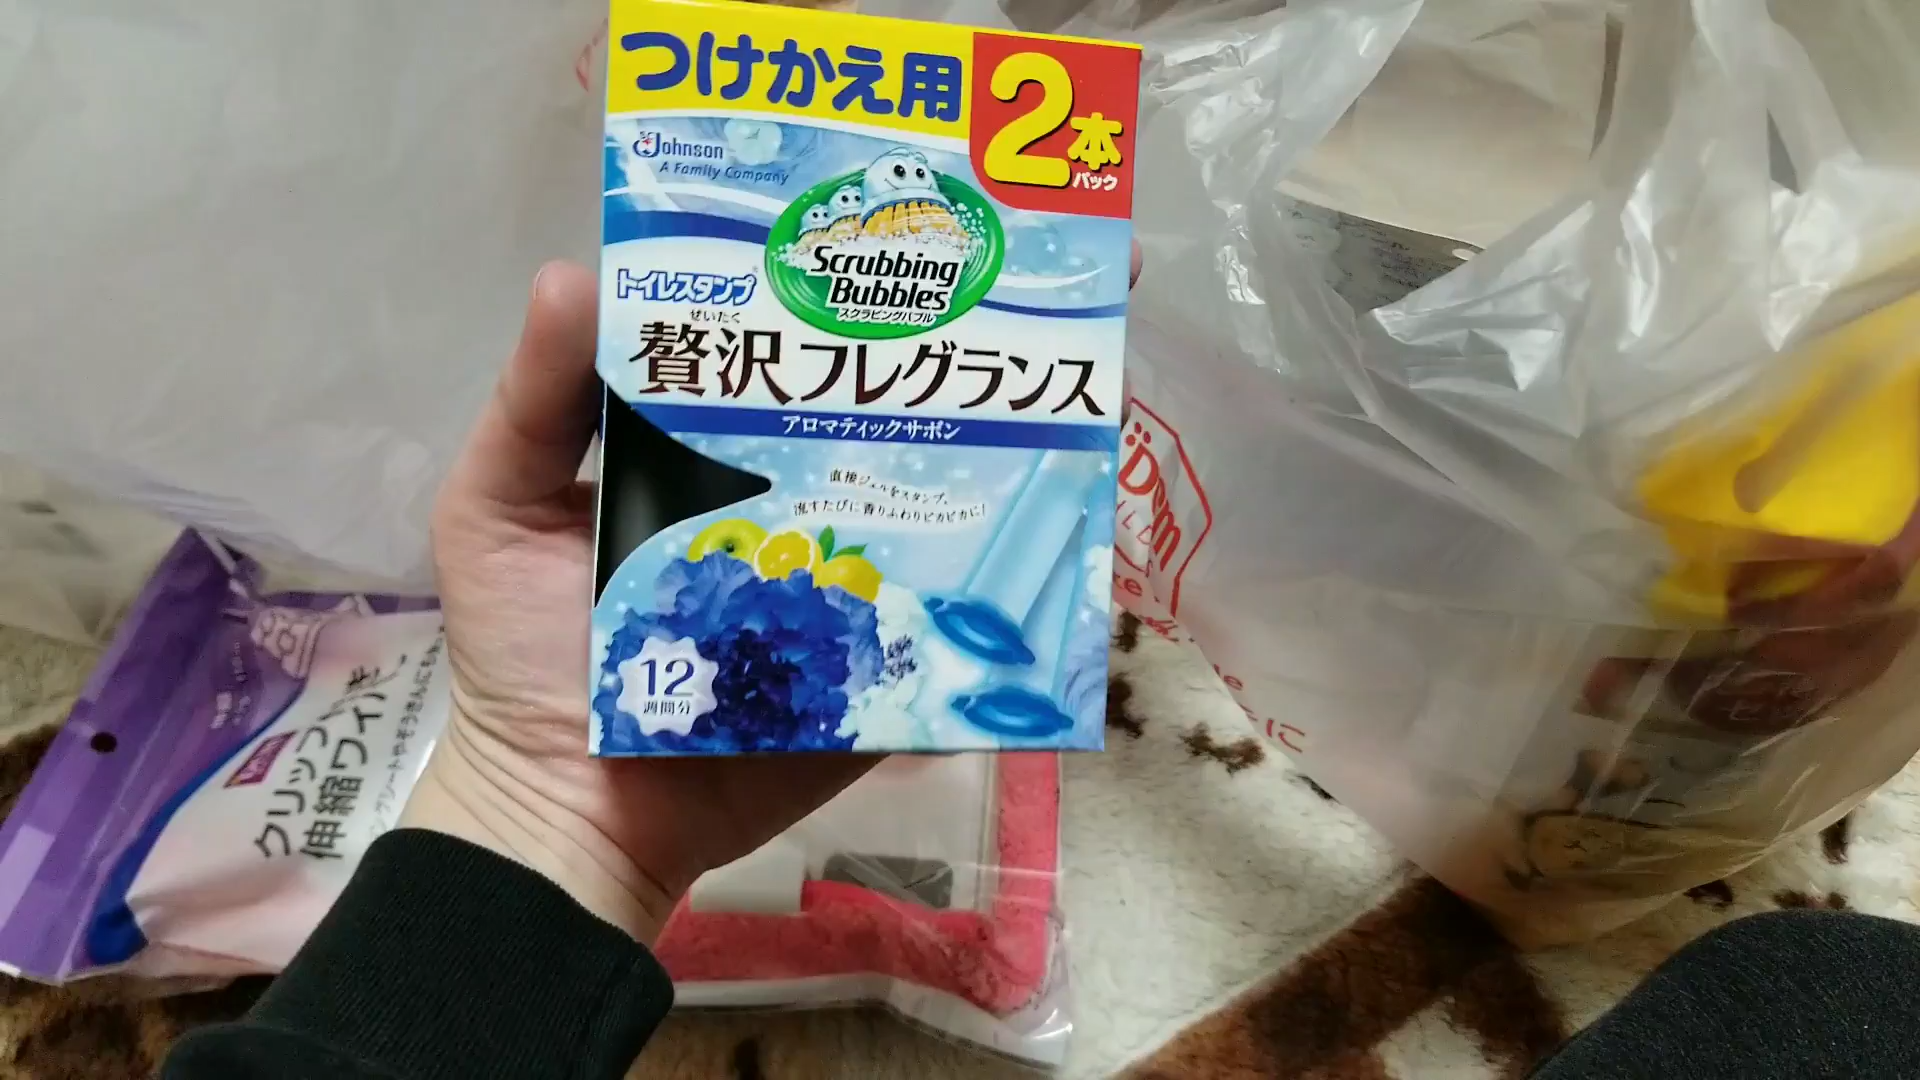 つけかえ用
2本
パック
SC Johnson
A Family Company
Scrubbing
Bubbles
スクラビングバブル
トイレスタンプ
ぜいたく
贅沢フレグランス
アロマティックサボン
直接ジェルをスタンプ、
流すたびに香りふわりピカピカに!
12
週間分
クリップ
伸縮ワイパー